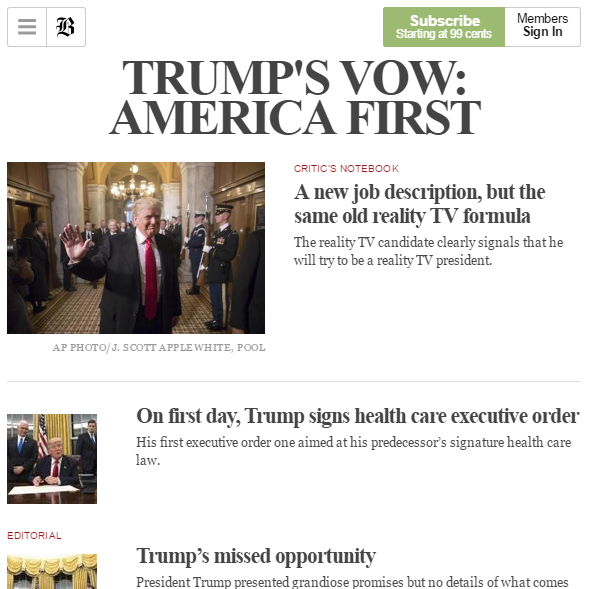 B
Subscribe
Starting at 99 cents
Members
Sign In
TRUMP'S VOW:
AMERICA FIRST
CRITIC'S NOTEBOOK
A new job description, but the
same old reality TV formula
The reality TV candidate clearly signals that he
will try to be a reality TV president.
AP PHOTO/J. SCOTT APPLEWHITE, POOL
On first day, Trump signs health care executive order
His first executive order one aimed at his predecessor’s signature health care
law.
EDITORIAL
Trump’s missed opportunity
President Trump presented grandiose promises but no details of what comes